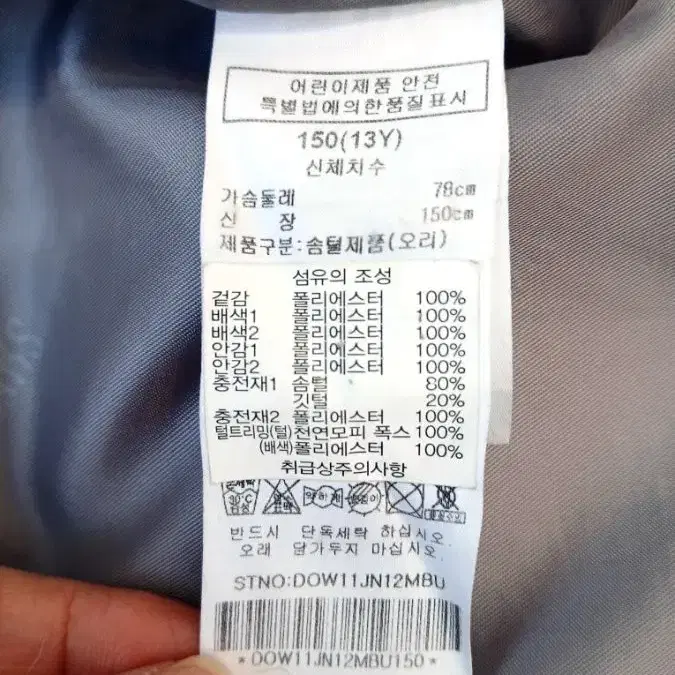 어린이제품 안전
특별법에의한품질표시
150(13Y)
신체치수
가슴둘레 78cm
신 장 150cm
제품구분:솜털제품(오리)
섬유의 조성
겉감 폴리에스터 100%
배색1 폴리에스터 100%
배색2 폴리에스터 100%
안감1 폴리에스터 100%
안감2 폴리에스터 100%
충전재1 솜털 80%
깃털 20%
충전재2 폴리에스터 100%
털트리밍(털)천연모피 폭스 100%
(배색)폴리에스터 100%
취급상주의사항
30℃ 약하게
반드시 단독세탁 하십시오.
오래 담가두지 마십시오.
STNO:DOW11JN12MBU
*DOW11JN12MBU150*